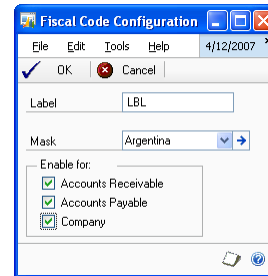 Fiscal Code Configuration
File Edit Tools Help 4/12/2007
OK Cancel
Label LBL
Mask Argentina
Enable for:
Accounts Receivable
Accounts Payable
Company